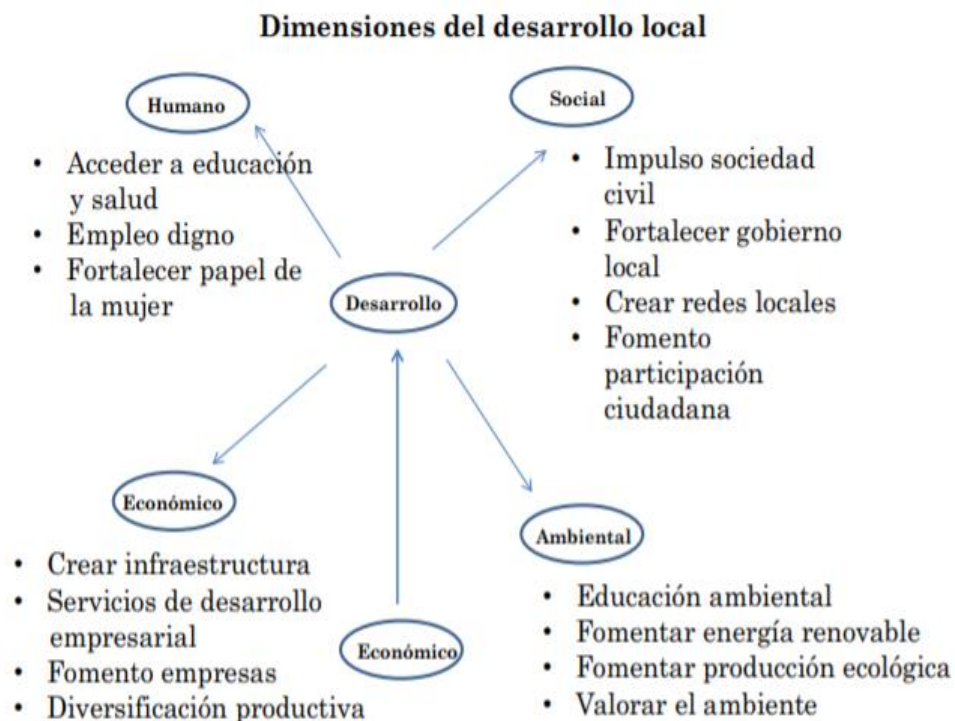 Dimensiones del desarrollo local
Humano
• Acceder a educación
y salud
• Empleo digno
• Fortalecer papel de
la mujer
Social
• Impulso sociedad
civil
• Fortalecer gobierno
local
• Crear redes locales
• Fomento
participación
ciudadana
Desarrollo
Económico
• Crear infraestructura
• Servicios de desarrollo
empresarial
• Fomento empresas
• Diversificación productiva
Económico
Ambiental
• Educación ambiental
• Fomentar energía renovable
• Fomentar producción ecológica
• Valorar el ambiente